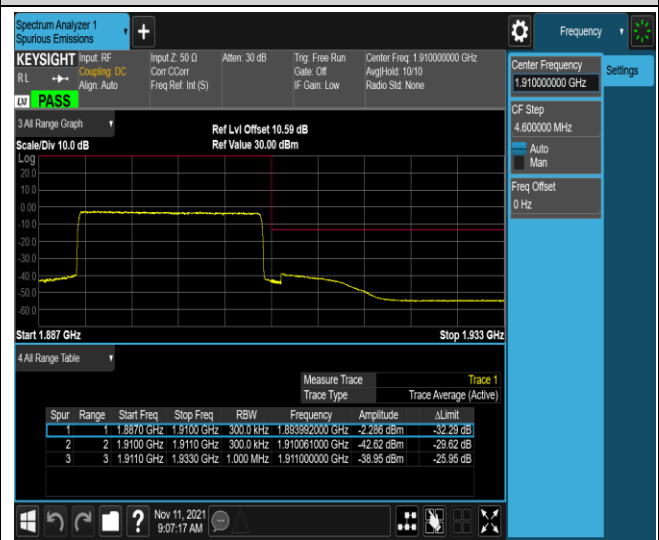 Spectrum Analyzer 1
Spurious Emissions
Frequency
KEYSIGHT
RL
LXI PASS
Input: RF
Coupling: DC
Align: Auto
Input Z: 50 Ω
Corr CCorr
Freq Ref: Int (S)
Atten: 30 dB
Trig: Free Run
Gate: Off
IF Gain: Low
Center Freq: 1.910000000 GHz
Avg|Hold: 10/10
Radio Std: None
Center Frequency
1.910000000 GHz
Settings
CF Step
4.600000 MHz
Auto
Man
Freq Offset
0 Hz
3 All Range Graph
Scale/Div 10.0 dB
Ref Lvl Offset 10.59 dB
Ref Value 30.00 dBm
Log
20.0
10.0
0.00
-10.0
-20.0
-30.0
-40.0
-50.0
-60.0
Start 1.887 GHz
Stop 1.933 GHz
4 All Range Table
Measure Trace Trace 1
Trace Type Trace Average (Active)
Spur Range Start Freq Stop Freq RBW Frequency Amplitude ΔLimit
1 1 1.8870 GHz 1.9100 GHz 300.0 kHz 1.893992000 GHz -2.286 dBm -32.29 dB
2 2 1.9100 GHz 1.9110 GHz 300.0 kHz 1.910061000 GHz -42.62 dBm -29.62 dB
3 3 1.9110 GHz 1.9330 GHz 1.000 MHz 1.911000000 GHz -38.95 dBm -25.95 dB
Nov 11, 2021
9:07:17 AM